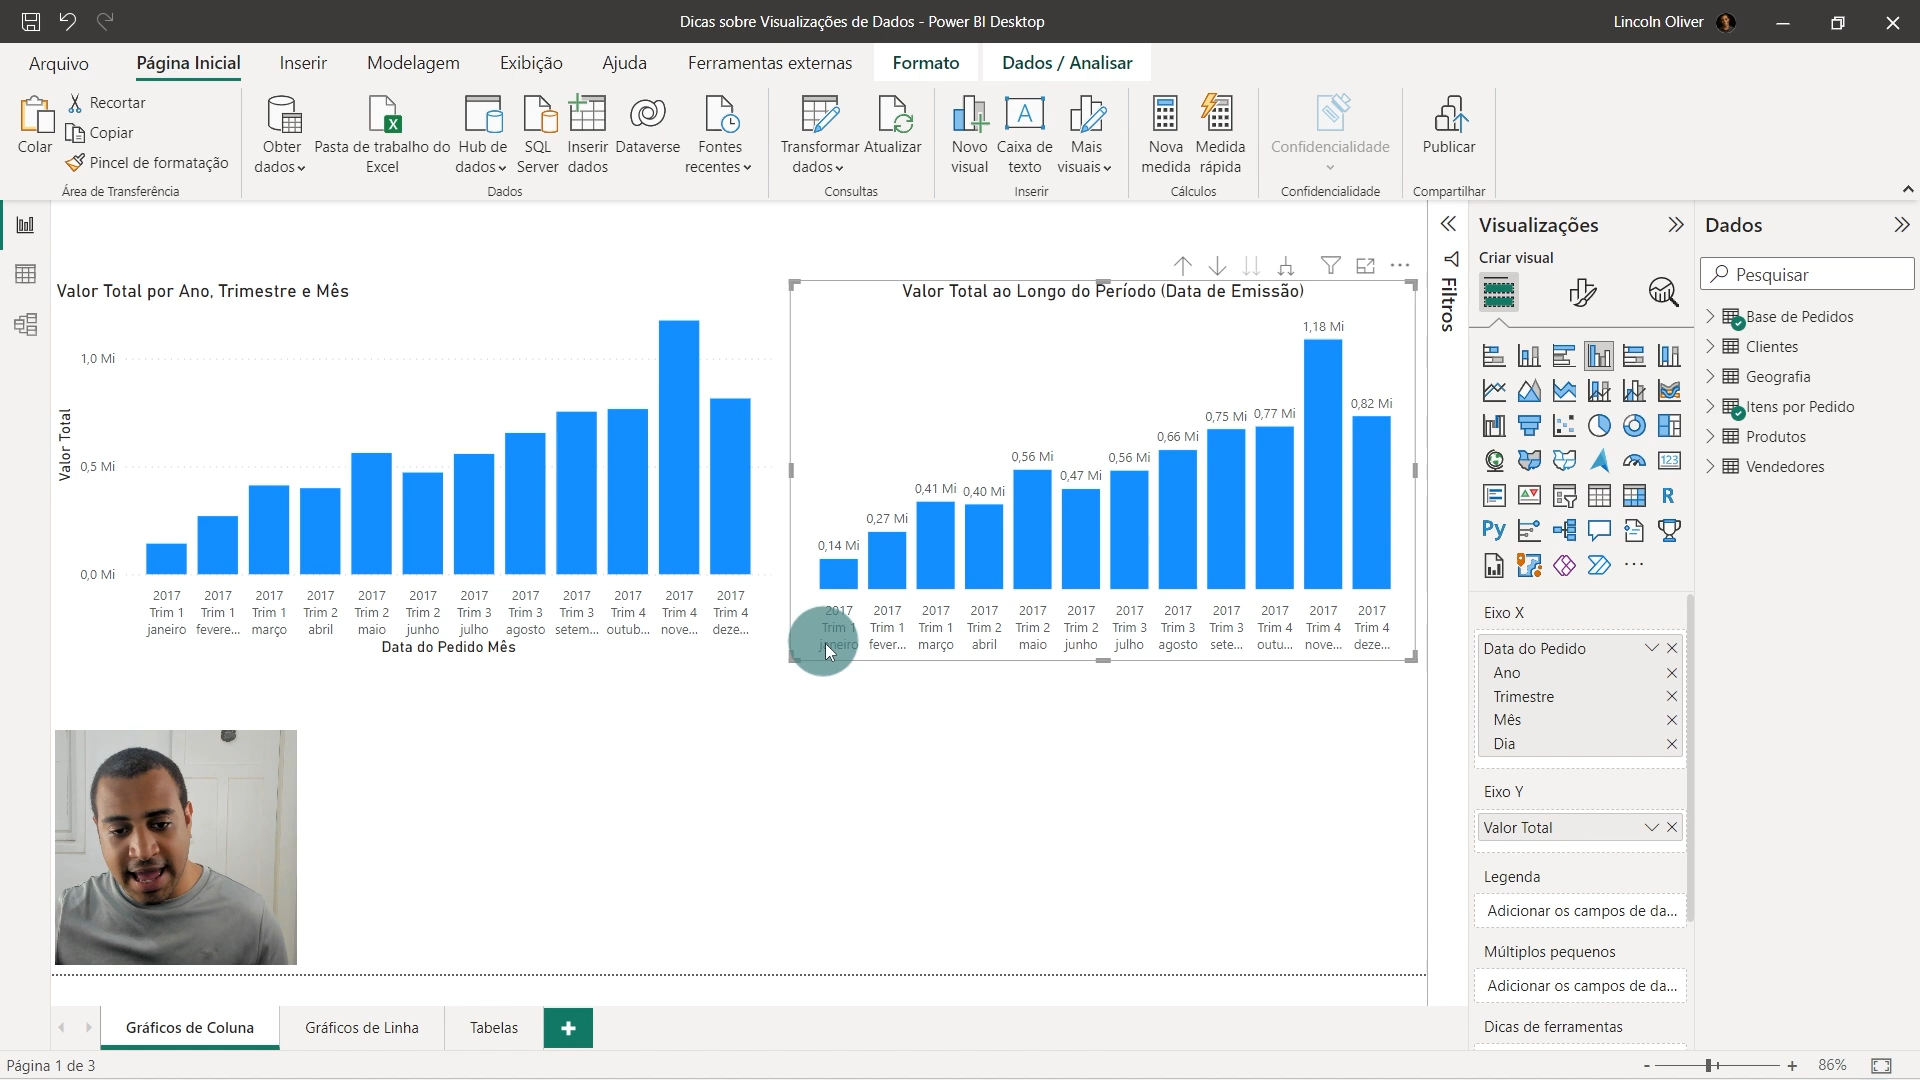 Dicas sobre Visualizações de Dados - Power BI Desktop
Lincoln Oliver
Arquivo
Página Inicial
Inserir
Modelagem
Exibição
Ajuda
Ferramentas externas
Formato
Dados / Analisar
Colar
Recortar
Copiar
Pincel de formatação
Área de Transferência
Obter dados
Pasta de trabalho do Excel
Hub de dados
SQL Server
Inserir dados
Dataverse
Fontes recentes
Dados
Transformar dados
Atualizar
Consultas
Novo visual
A
Caixa de texto
Mais visuais
Inserir
Nova medida
Medida rápida
Cálculos
Confidencialidade
Confidencialidade
Publicar
Compartilhar
Valor Total por Ano, Trimestre e Mês
Valor Total
1,0 Mi
0,5 Mi
0,0 Mi
2017 2017 2017 2017 2017 2017 2017 2017 2017 2017 2017 2017
Trim 1 Trim 1 Trim 1 Trim 2 Trim 2 Trim 2 Trim 3 Trim 3 Trim 3 Trim 4 Trim 4 Trim 4
janeiro fevere... março abril maio junho julho agosto setem... outub... nove... deze...
Data do Pedido Mês
Valor Total ao Longo do Período (Data de Emissão)
0,14 Mi
0,27 Mi
0,41 Mi
0,40 Mi
0,56 Mi
0,47 Mi
0,56 Mi
0,66 Mi
0,75 Mi
0,77 Mi
1,18 Mi
0,82 Mi
2017 2017 2017 2017 2017 2017 2017 2017 2017 2017 2017 2017
Trim 1 Trim 1 Trim 1 Trim 2 Trim 2 Trim 2 Trim 3 Trim 3 Trim 3 Trim 4 Trim 4 Trim 4
janeiro fever... março abril maio junho julho agosto sete... outu... nove... deze...
Filtros
Visualizações
Criar visual
123
R
Py
Eixo X
Data do Pedido
Ano
Trimestre
Mês
Dia
Eixo Y
Valor Total
Legenda
Adicionar os campos de da...
Múltiplos pequenos
Adicionar os campos de da...
Dicas de ferramentas
Dados
Pesquisar
Base de Pedidos
Clientes
Geografia
Itens por Pedido
Produtos
Vendedores
Gráficos de Coluna
Gráficos de Linha
Tabelas
Página 1 de 3
86%